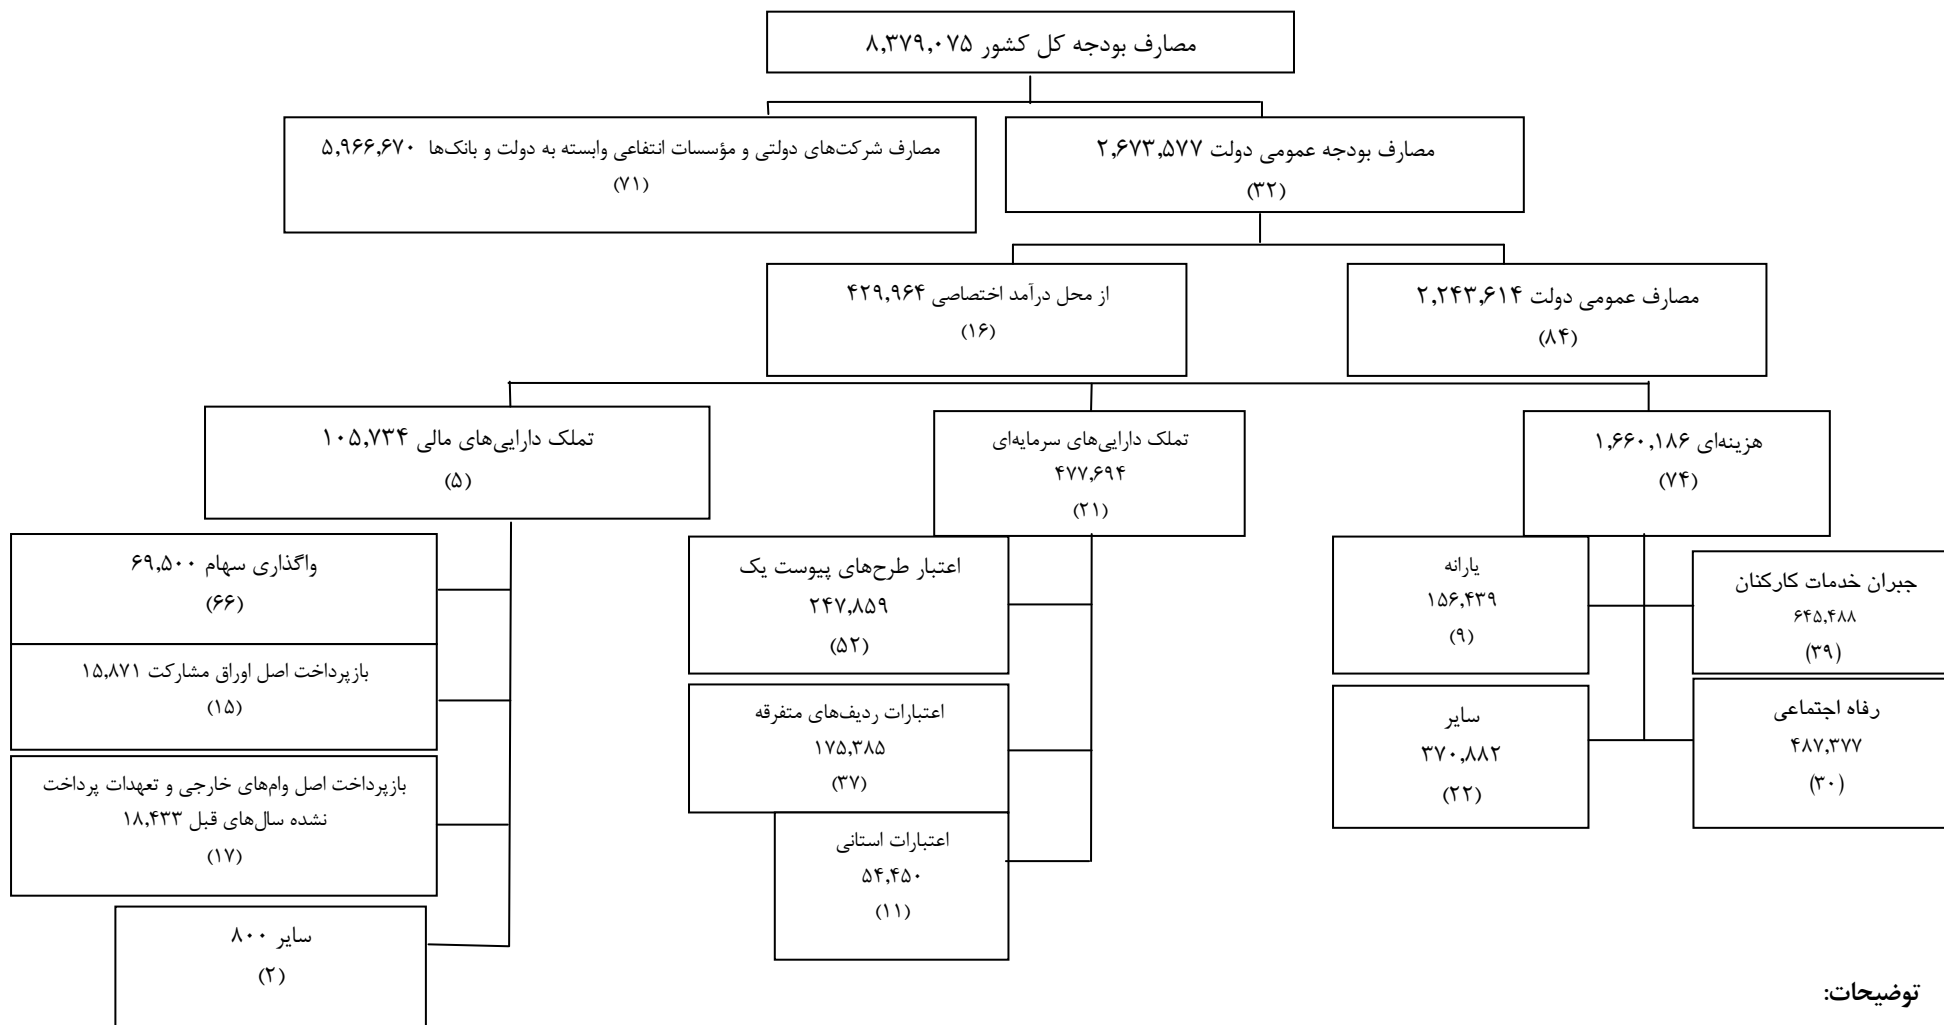 مصارف بودجه کل کشور ۸,۳۷۹,۰۷۵
مصارف بودجه عمومی دولت ۲,۶۷۳,۵۷۷
(۳۲)
مصارف شرکت‌های دولتی و مؤسسات انتفاعی وابسته به دولت و بانک‌ها ۵,۹۶۶,۶۷۰
(۷۱)
مصارف عمومی دولت ۲,۲۴۳,۶۱۴
(۸۴)
از محل درآمد اختصاصی ۴۲۹,۹۶۴
(۱۶)
هزینه‌ای ۱,۶۶۰,۱۸۶
(۷۴)
تملک دارایی‌های سرمایه‌ای
۴۷۷,۶۹۴
(۲۱)
تملک دارایی‌های مالی ۱۰۵,۷۳۴
(۵)
جبران خدمات کارکنان
۶۴۵,۴۸۸
(۳۹)
یارانه
۱۵۶,۴۳۹
(۹)
رفاه اجتماعی
۴۸۷,۳۷۷
(۳۰)
سایر
۳۷۰,۸۸۲
(۲۲)
اعتبار طرح‌های پیوست یک
۲۴۷,۸۵۹
(۵۲)
اعتبارات ردیف‌های متفرقه
۱۷۵,۳۸۵
(۳۷)
اعتبارات استانی
۵۴,۴۵۰
(۱۱)
واگذاری سهام ۶۹,۵۰۰
(۶۶)
بازپرداخت اصل اوراق مشارکت ۱۵,۸۷۱
(۱۵)
بازپرداخت اصل وام‌های خارجی و تعهدات پرداخت
نشده سال‌های قبل ۱۸,۴۳۳
(۱۷)
سایر ۸۰۰
(۲)
توضیحات: